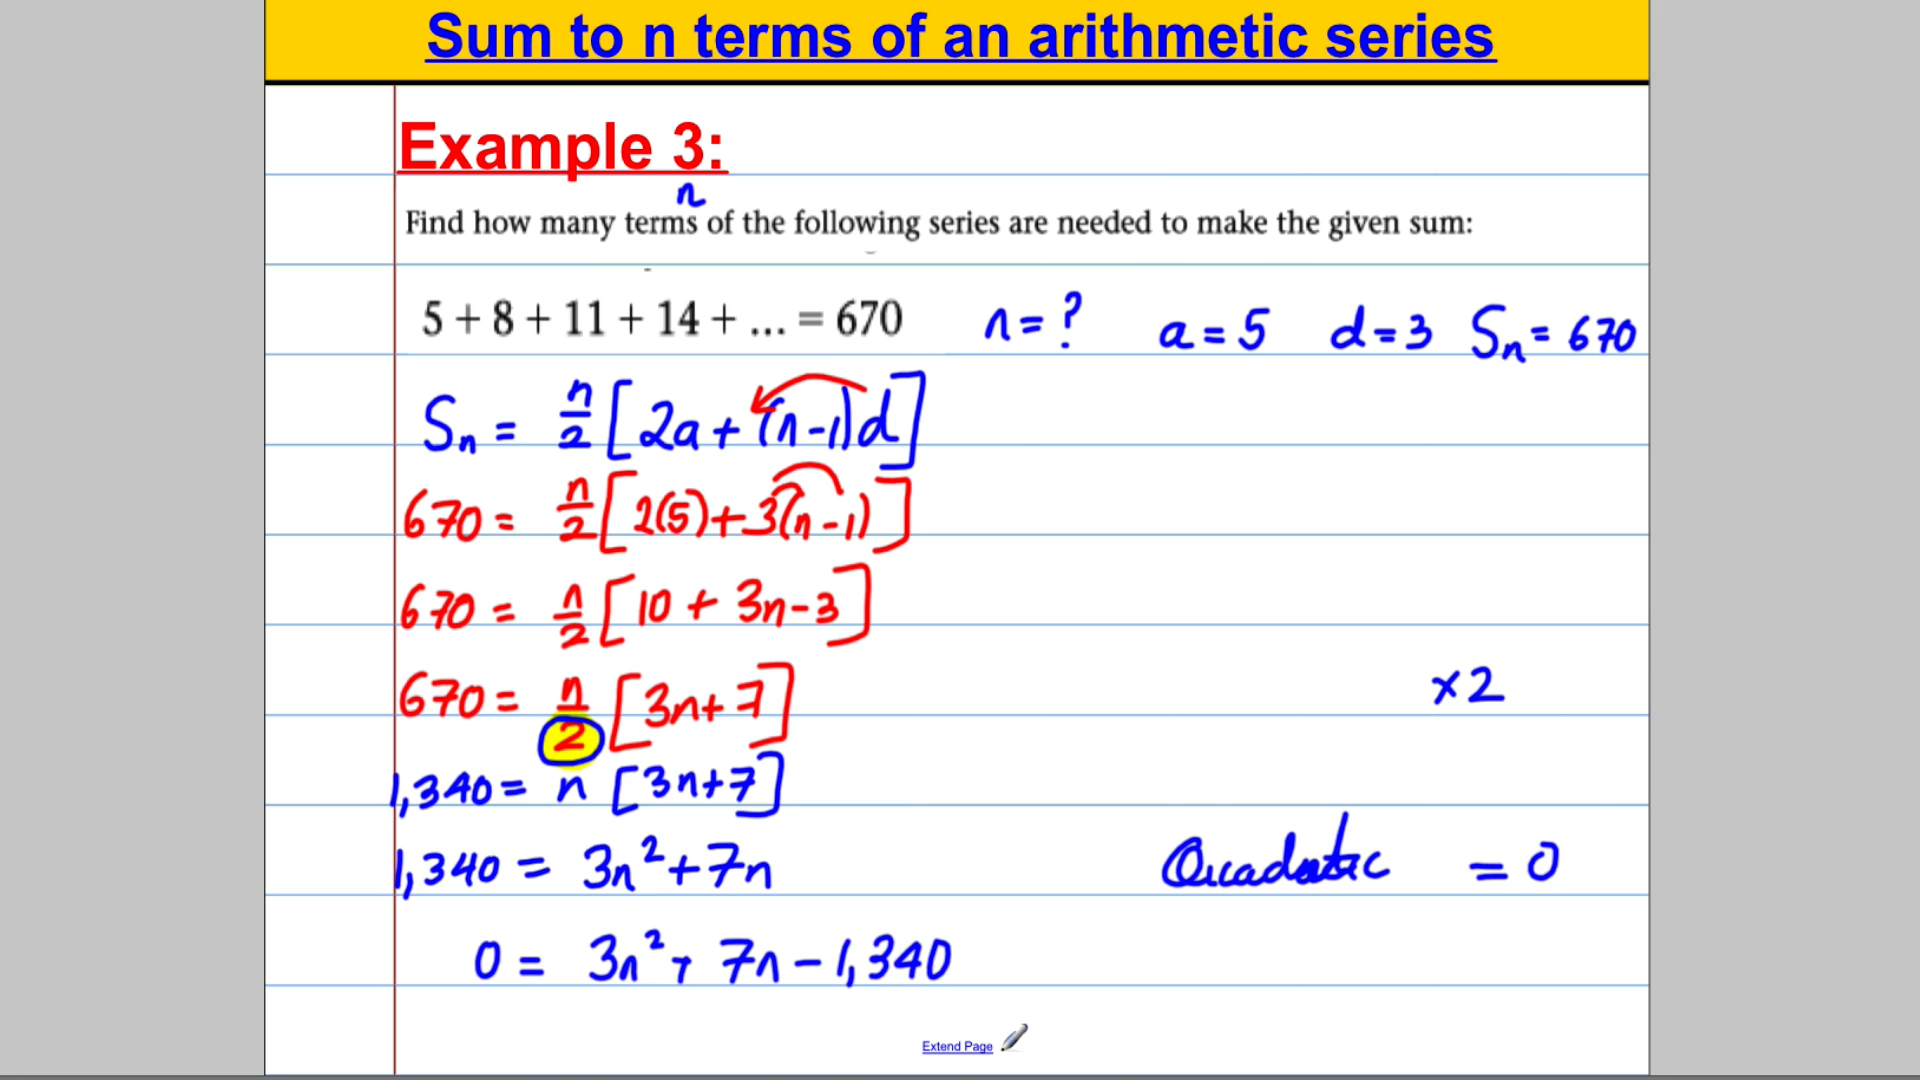 Sum to n terms of an arithmetic series
Example 3:
n
Find how many terms of the following series are needed to make the given sum:
5 + 8 + 11 + 14 + ... = 670 n = ? a = 5 d = 3 Sₙ = 670
Sₙ = n/2 [2a + (n-1)d]
670 = n/2 [2(5) + 3(n-1)]
670 = n/2 [10 + 3n - 3]
670 = n/2 [3n + 7] ×2
1,340 = n [3n + 7]
1,340 = 3n² + 7n Quadratic = 0
0 = 3n² + 7n - 1,340
Extend Page